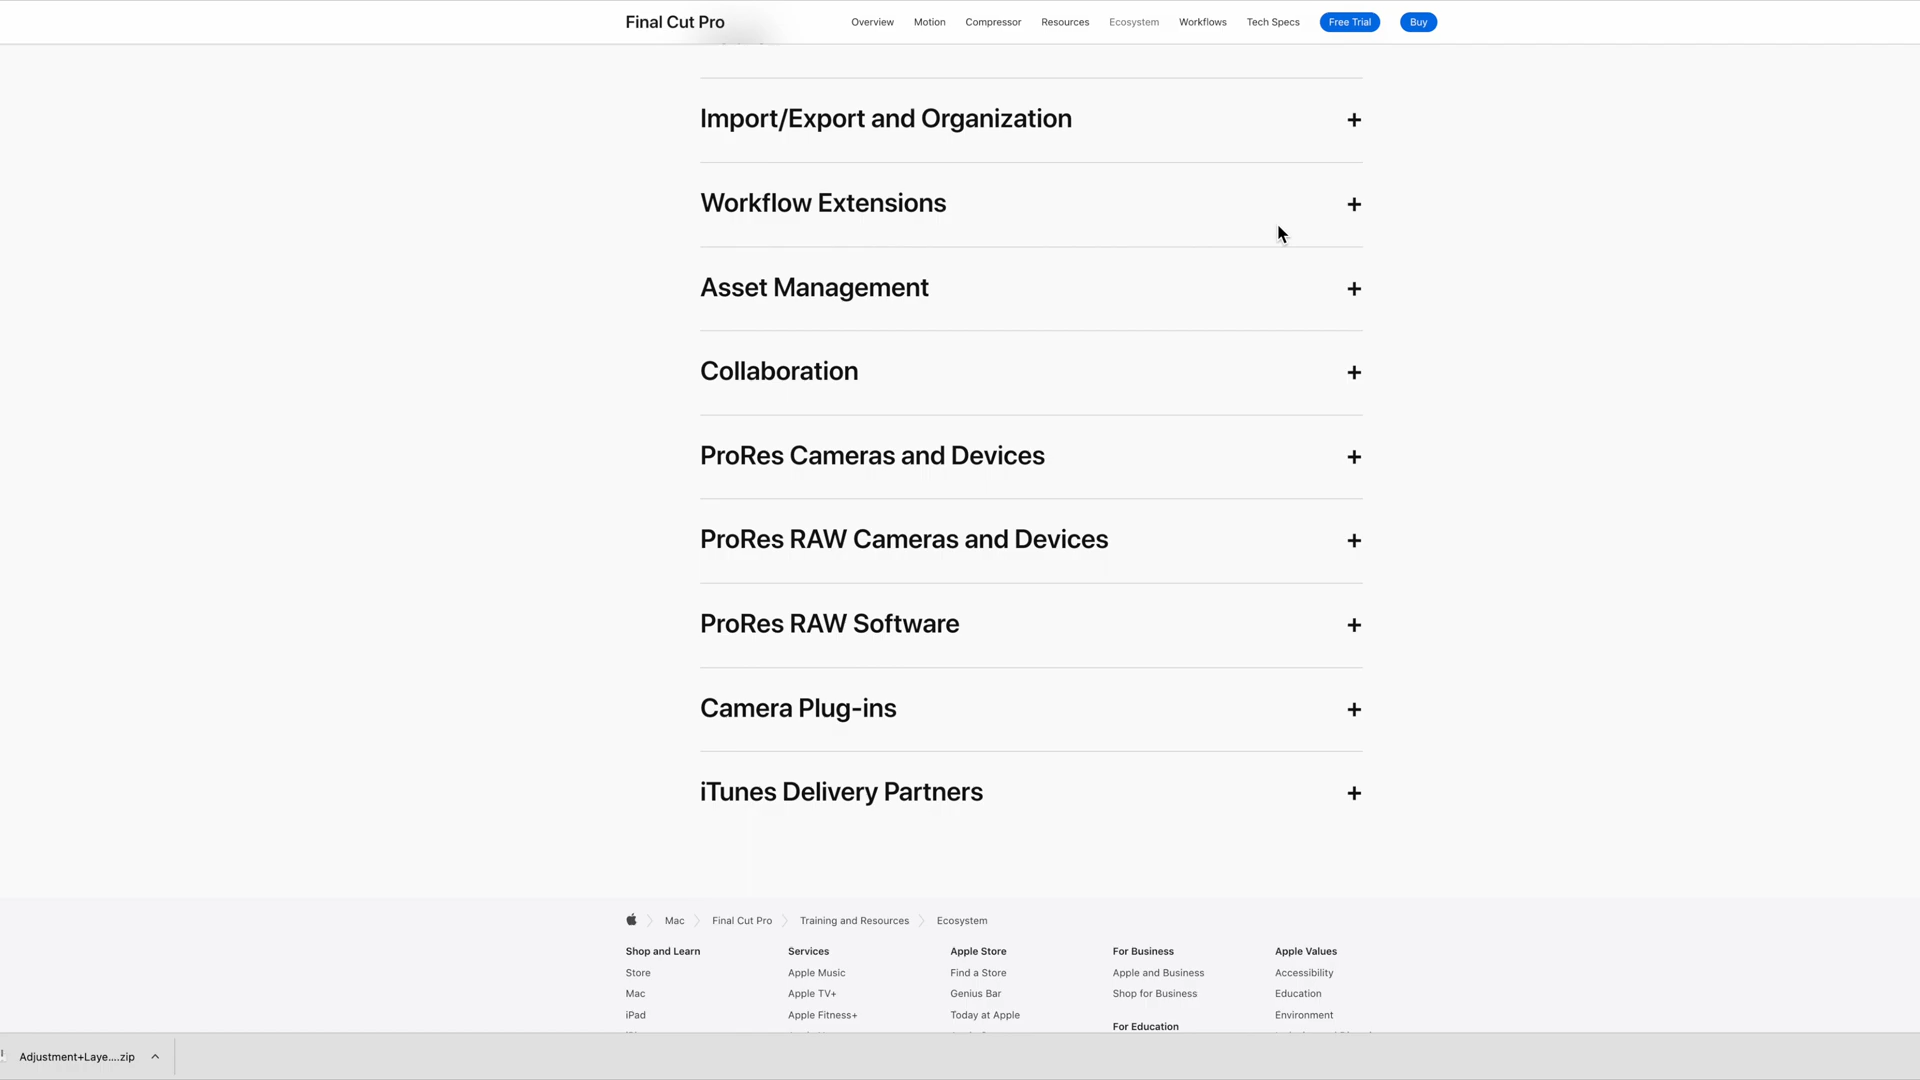 Final Cut Pro
Overview
Motion
Compressor
Resources
Ecosystem
Workflows
Tech Specs
Free Trial
Buy
Import/Export and Organization
Workflow Extensions
Asset Management
Collaboration
ProRes Cameras and Devices
ProRes RAW Cameras and Devices
ProRes RAW Software
Camera Plug-ins
iTunes Delivery Partners
Mac
Final Cut Pro
Training and Resources
Ecosystem
Shop and Learn
Store
Mac
iPad
Services
Apple Music
Apple TV+
Apple Fitness+
Apple Store
Find a Store
Genius Bar
Today at Apple
For Business
Apple and Business
Shop for Business
For Education
Apple Values
Accessibility
Education
Environment
Adjustment+Laye....zip